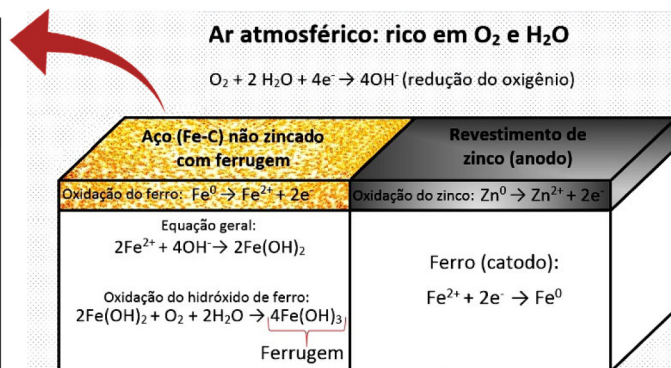 Ar atmosférico: rico em O₂ e H₂O
O₂ + 2 H₂O + 4e⁻ → 4OH⁻ (redução do oxigênio)
Aço (Fe-C) não zincado
com ferrugem
Oxidação do ferro: Fe⁰ → Fe²⁺ + 2e⁻
Equação geral:
2Fe²⁺ + 4OH⁻→ 2Fe(OH)₂
Oxidação do hidróxido de ferro:
2Fe(OH)₂ + O₂ + 2H₂O → 4Fe(OH)₃
Ferrugem
Revestimento de
zinco (anodo)
Oxidação do zinco: Zn⁰ → Zn²⁺ + 2e⁻
Ferro (catodo):
Fe²⁺ + 2e⁻ → Fe⁰